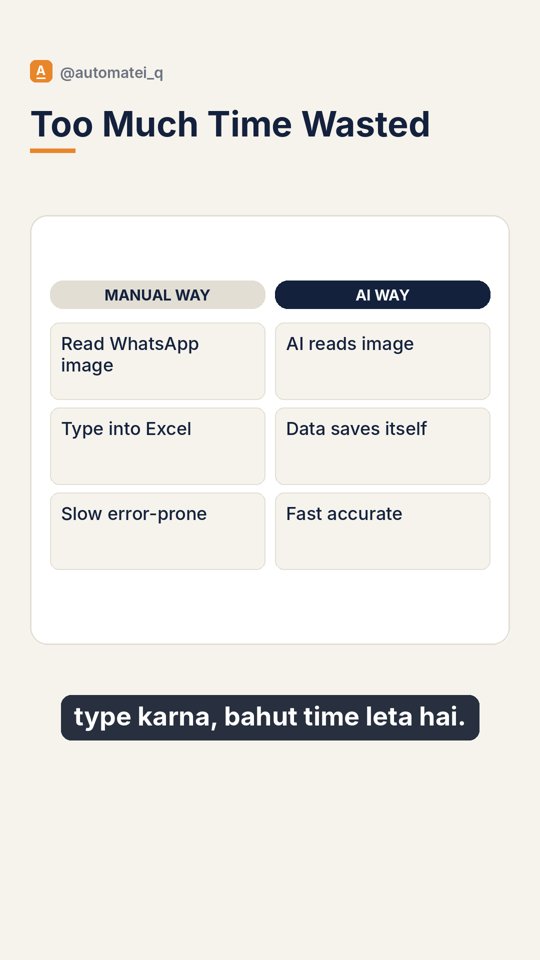 A
@automatei_q
Too Much Time Wasted
MANUAL WAY
AI WAY
Read WhatsApp
image
AI reads image
Type into Excel
Data saves itself
Slow error-prone
Fast accurate
type karna, bahut time leta hai.